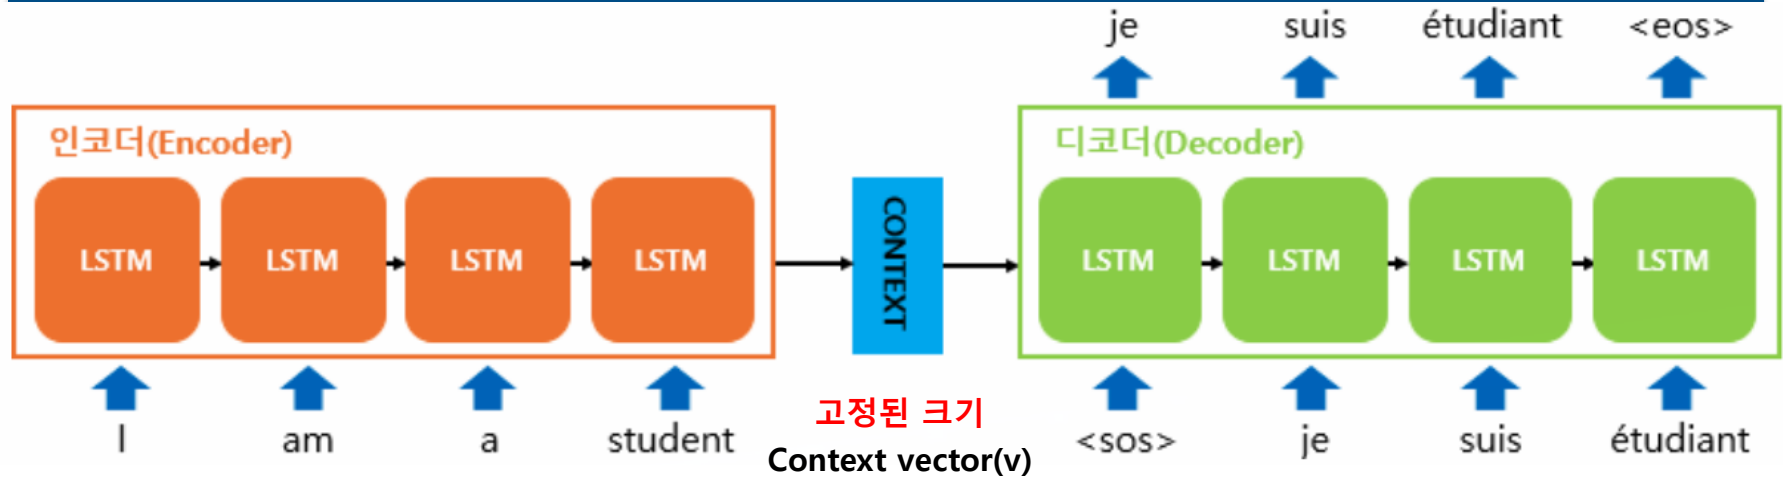 je suis étudiant <eos>
인코더(Encoder)
디코더(Decoder)
LSTM LSTM LSTM LSTM
CONTEXT
LSTM LSTM LSTM LSTM
I am a student
고정된 크기
Context vector(v)
<sos> je suis étudiant